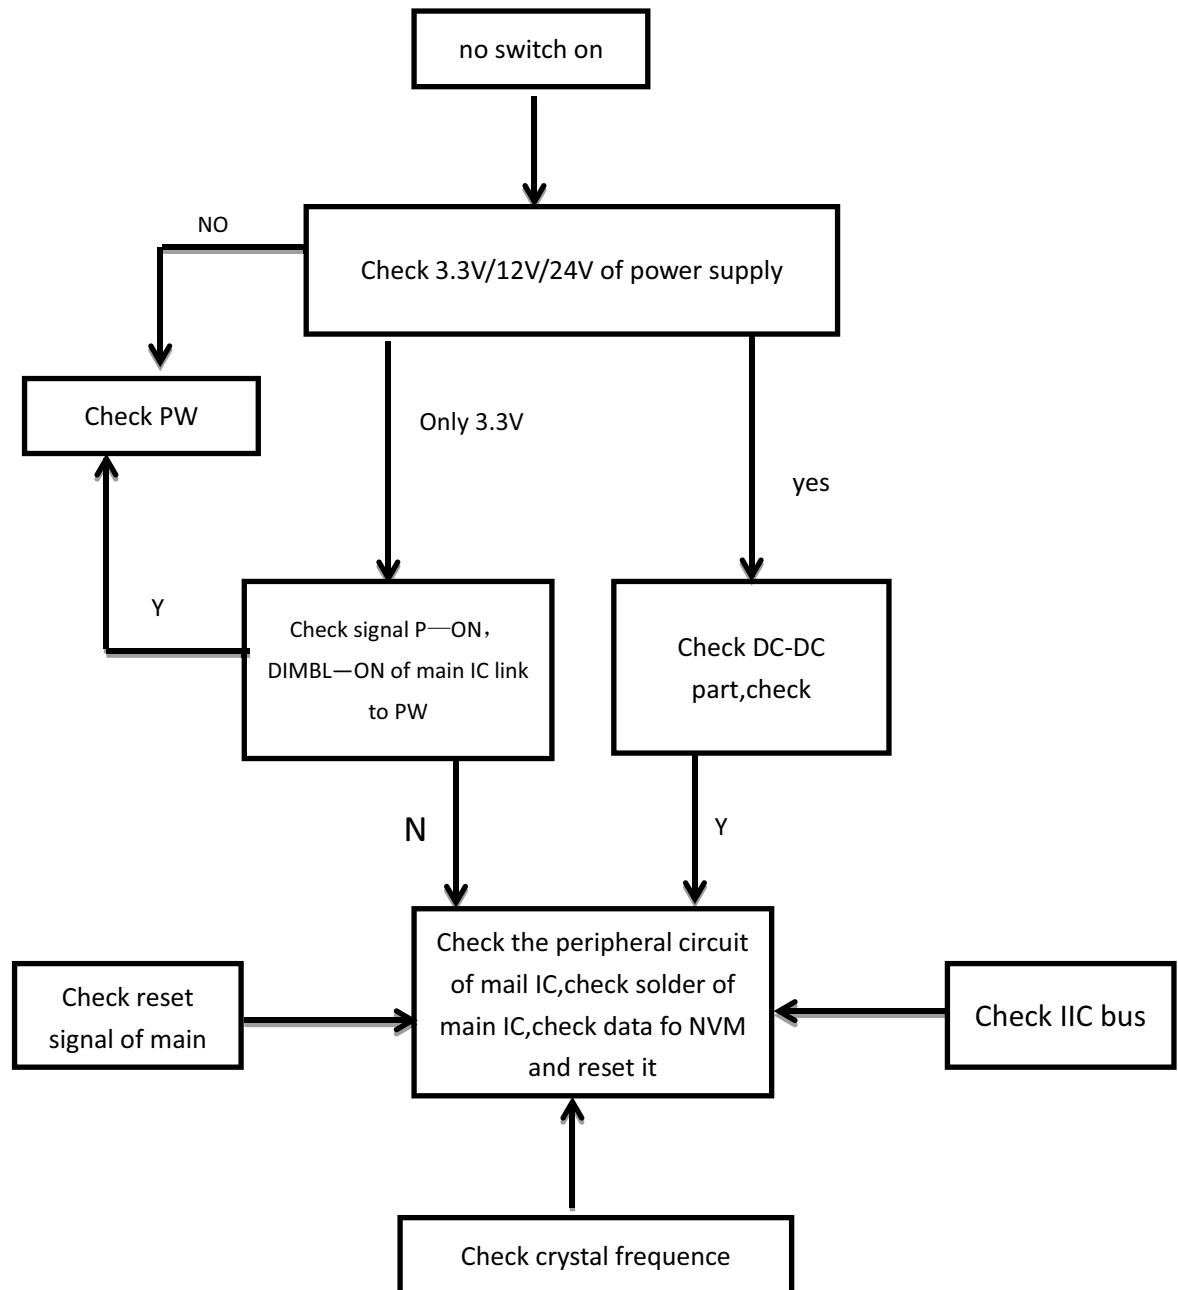 no switch on
NO
Check 3.3V/12V/24V of power supply
Check PW
Only 3.3V
yes
Y
Check signal P—ON，
DIMBL—ON of main IC link
to PW
Check DC-DC
part,check
N
Y
Check the peripheral circuit
of mail IC,check solder of
main IC,check data fo NVM
and reset it
Check reset
signal of main
Check IIC bus
Check crystal frequence